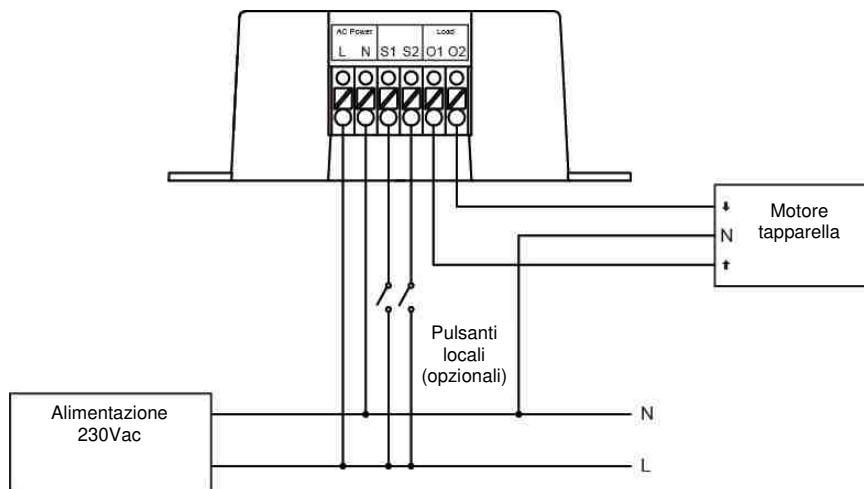 AC Power Load
L N S1 S2 O1 O2
Motore
tapparella
N
Pulsanti
locali
(opzionali)
Alimentazione
230Vac
N
L